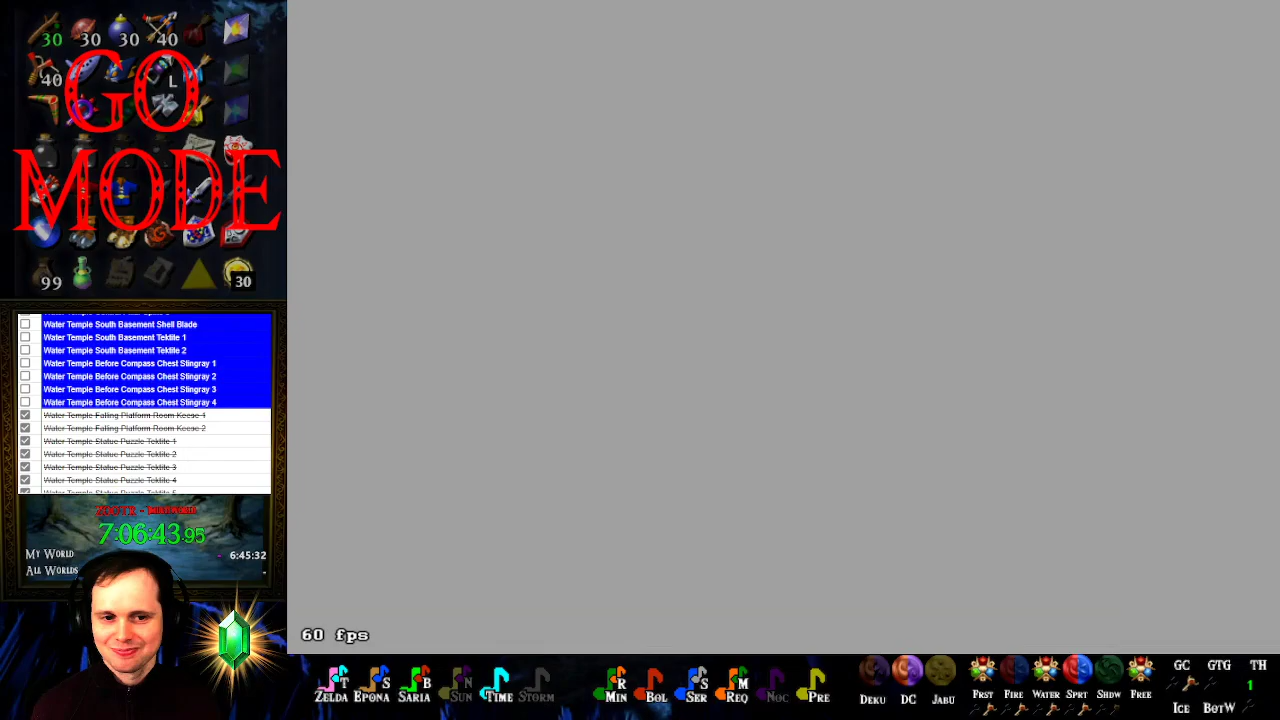 30 30 30 40
40 L
GO
MODE
99 30
Water Temple South Basement Shell Blade
Water Temple South Basement Tektite 1
Water Temple South Basement Tektite 2
Water Temple Before Compass Chest Stingray 1
Water Temple Before Compass Chest Stingray 2
Water Temple Before Compass Chest Stingray 3
Water Temple Before Compass Chest Stingray 4
Water Temple Falling Platform Room Keese 1
Water Temple Falling Platform Room Keese 2
Water Temple Statue Puzzle Tektite 1
Water Temple Statue Puzzle Tektite 2
Water Temple Statue Puzzle Tektite 3
Water Temple Statue Puzzle Tektite 4
Water Temple Statue Puzzle Tektite 5
7:06:43.95
My World 6:45:32
All Worlds -
60 fps
T S B N
Zelda Epona Saria Sun Time Storm
R S M
Min Bol Ser Req Noc Pre
Deku DC Jabu
Frst Fire Water Sprt Shdw Free
GC GTG TH
1
Ice BotW